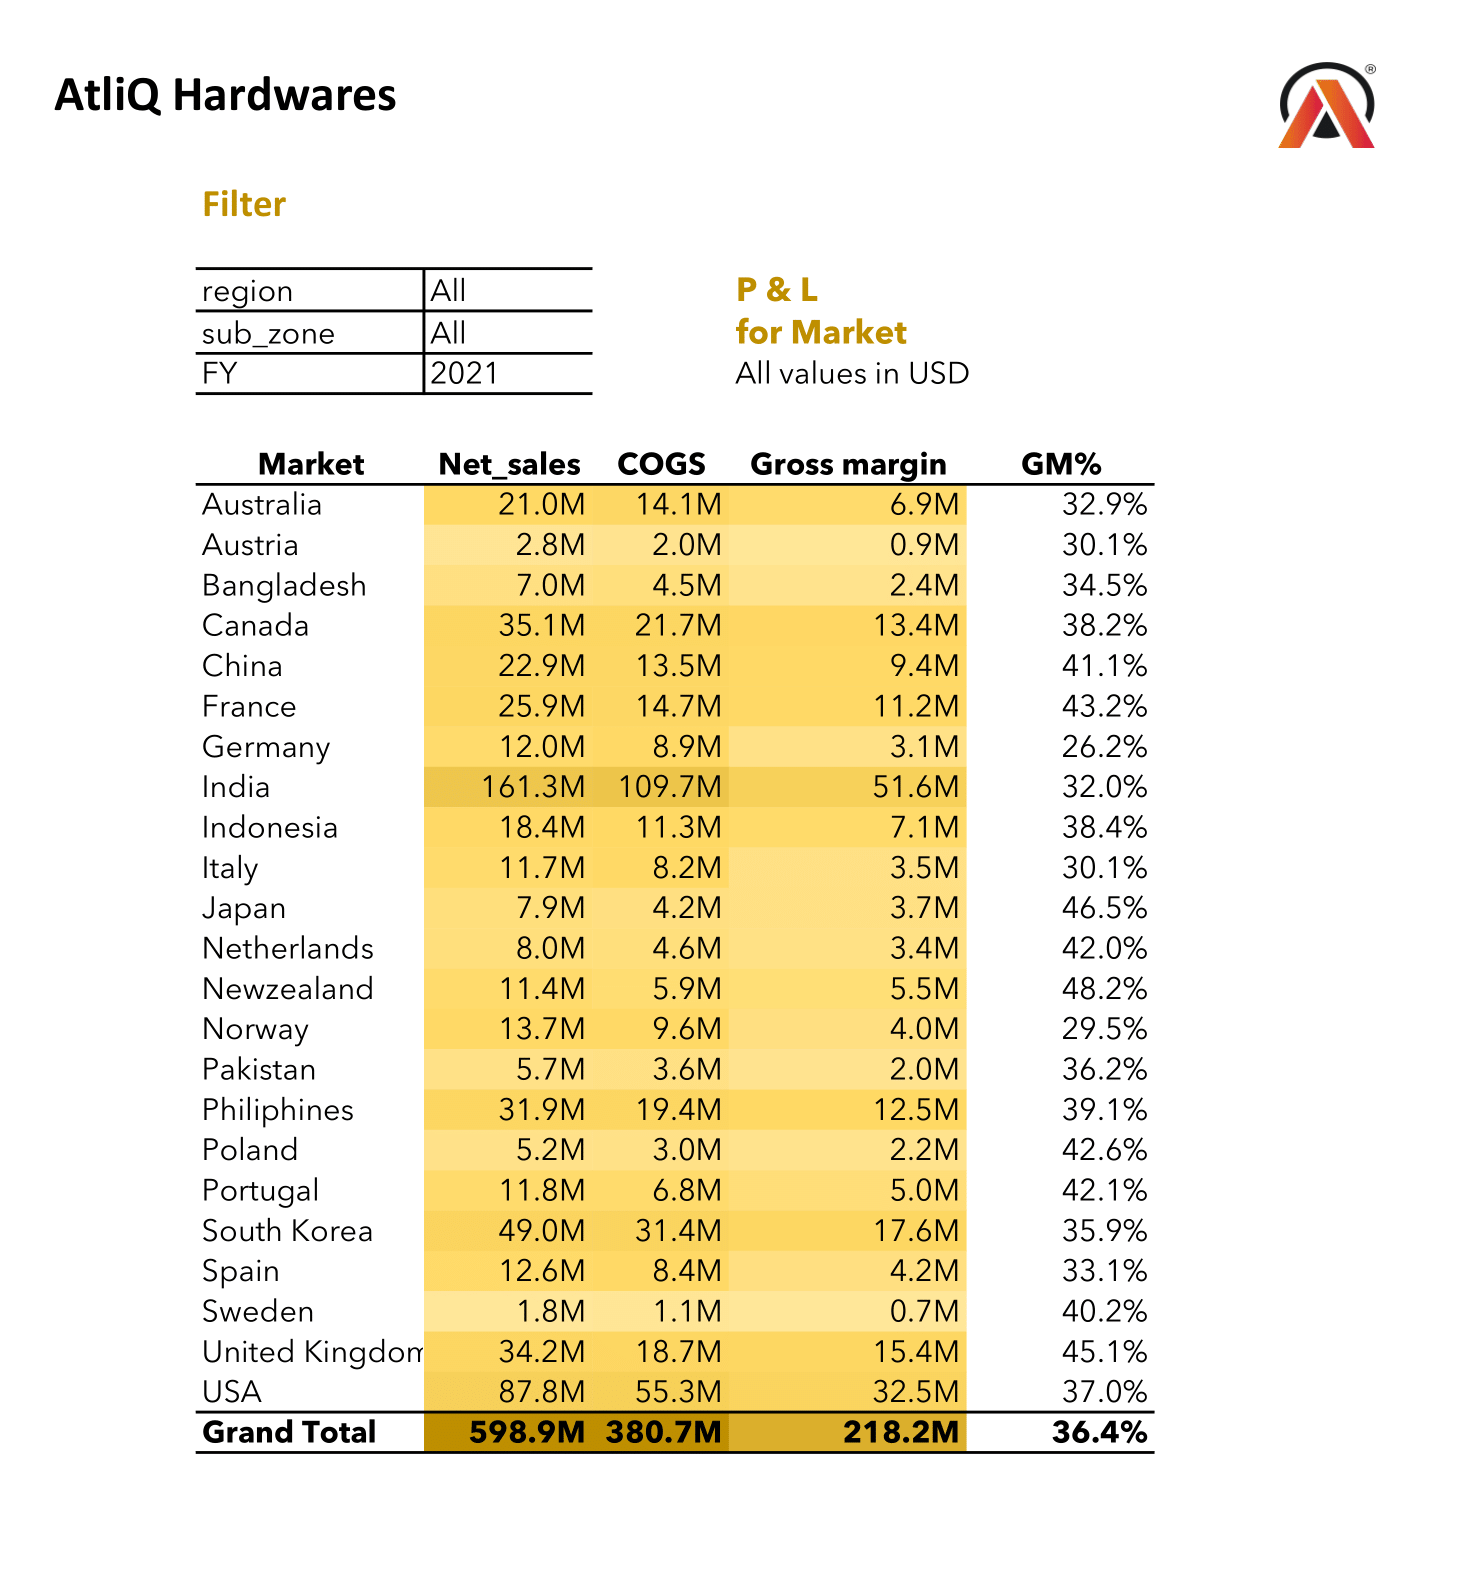 AtliQ Hardwares
®
Filter
region All
sub_zone All
FY 2021
P & L
for Market
All values in USD
Market Net_sales COGS Gross margin GM%
Australia 21.0M 14.1M 6.9M 32.9%
Austria 2.8M 2.0M 0.9M 30.1%
Bangladesh 7.0M 4.5M 2.4M 34.5%
Canada 35.1M 21.7M 13.4M 38.2%
China 22.9M 13.5M 9.4M 41.1%
France 25.9M 14.7M 11.2M 43.2%
Germany 12.0M 8.9M 3.1M 26.2%
India 161.3M 109.7M 51.6M 32.0%
Indonesia 18.4M 11.3M 7.1M 38.4%
Italy 11.7M 8.2M 3.5M 30.1%
Japan 7.9M 4.2M 3.7M 46.5%
Netherlands 8.0M 4.6M 3.4M 42.0%
Newzealand 11.4M 5.9M 5.5M 48.2%
Norway 13.7M 9.6M 4.0M 29.5%
Pakistan 5.7M 3.6M 2.0M 36.2%
Philiphines 31.9M 19.4M 12.5M 39.1%
Poland 5.2M 3.0M 2.2M 42.6%
Portugal 11.8M 6.8M 5.0M 42.1%
South Korea 49.0M 31.4M 17.6M 35.9%
Spain 12.6M 8.4M 4.2M 33.1%
Sweden 1.8M 1.1M 0.7M 40.2%
United Kingdom 34.2M 18.7M 15.4M 45.1%
USA 87.8M 55.3M 32.5M 37.0%
Grand Total 598.9M 380.7M 218.2M 36.4%